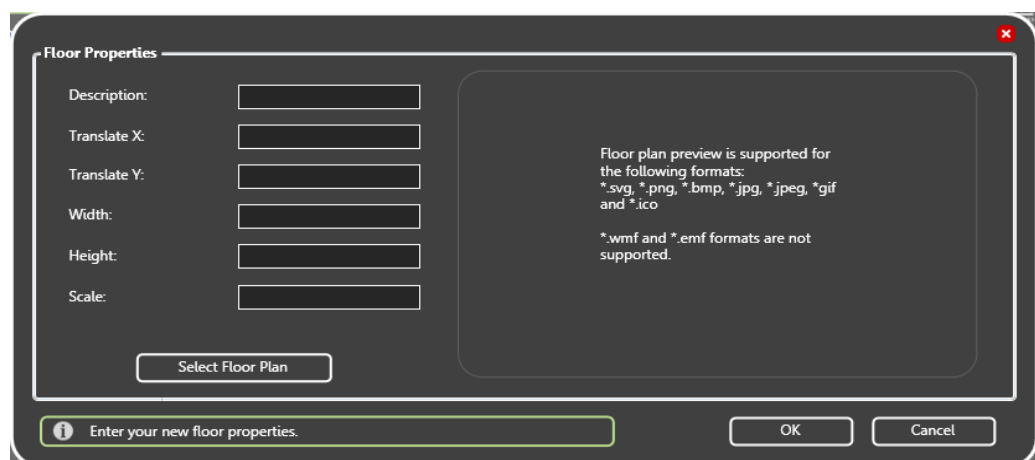 Floor Properties
Description:
Translate X:
Translate Y:
Width:
Height:
Scale:
Select Floor Plan
Floor plan preview is supported for
the following formats:
*.svg, *.png, *.bmp, *.jpg, *.jpeg, *gif
and *.ico
*.wmf and *.emf formats are not
supported.
Enter your new floor properties.
OK
Cancel